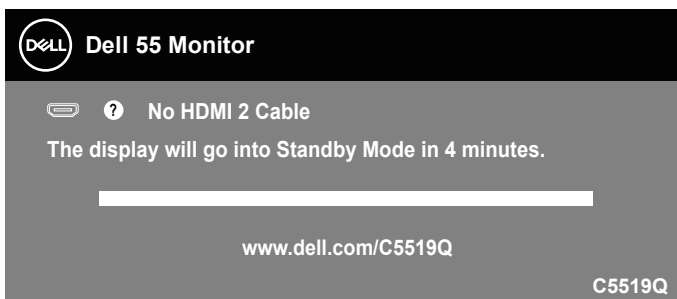 DELL
Dell 55 Monitor
? No HDMI 2 Cable
The display will go into Standby Mode in 4 minutes.
www.dell.com/C5519Q
C5519Q